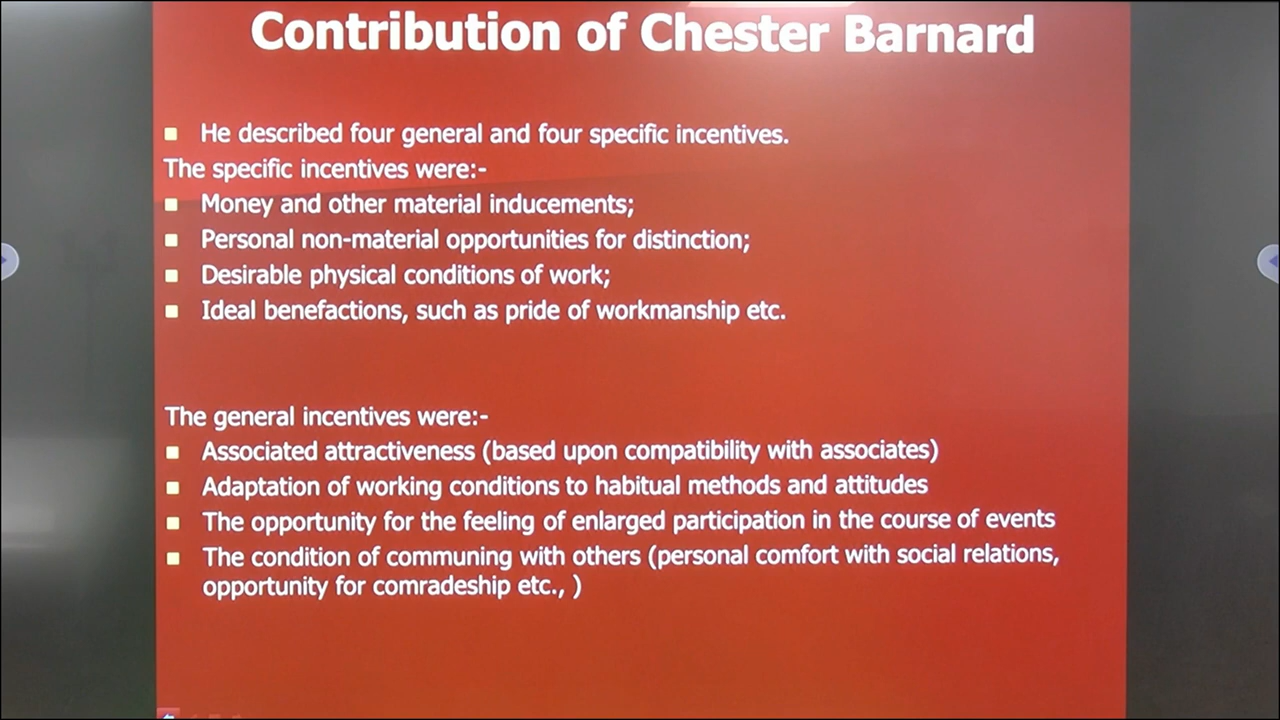 Contribution of Chester Barnard
He described four general and four specific incentives.
The specific incentives were:-
Money and other material inducements;
Personal non-material opportunities for distinction;
Desirable physical conditions of work;
Ideal benefactions, such as pride of workmanship etc.
The general incentives were:-
Associated attractiveness (based upon compatibility with associates)
Adaptation of working conditions to habitual methods and attitudes
The opportunity for the feeling of enlarged participation in the course of events
The condition of communing with others (personal comfort with social relations,
opportunity for comradeship etc., )